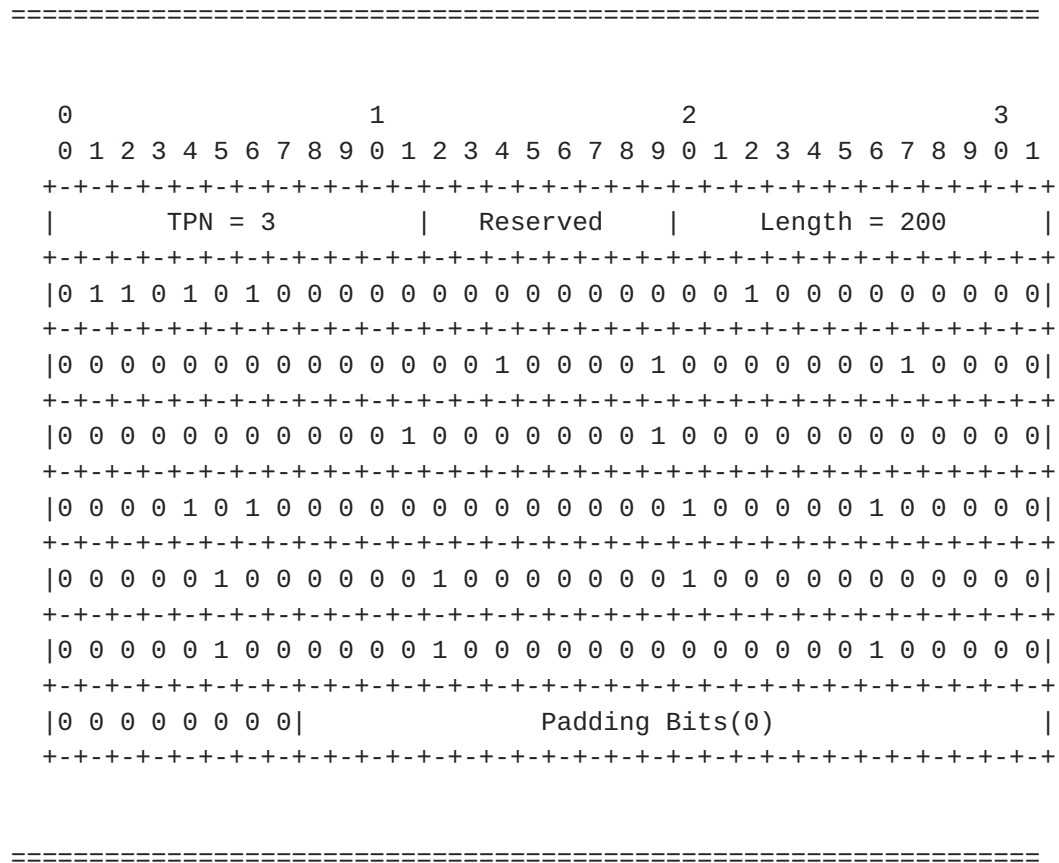 ==================================================================
0                   1                   2                   3
0 1 2 3 4 5 6 7 8 9 0 1 2 3 4 5 6 7 8 9 0 1 2 3 4 5 6 7 8 9 0 1
+-+-+-+-+-+-+-+-+-+-+-+-+-+-+-+-+-+-+-+-+-+-+-+-+-+-+-+-+-+-+-+-+
|       TPN = 3         |   Reserved    |     Length = 200      |
+-+-+-+-+-+-+-+-+-+-+-+-+-+-+-+-+-+-+-+-+-+-+-+-+-+-+-+-+-+-+-+-+
|0 1 1 0 1 0 1 0 0 0 0 0 0 0 0 0 0 0 0 0 0 0 1 0 0 0 0 0 0 0 0 0|
+-+-+-+-+-+-+-+-+-+-+-+-+-+-+-+-+-+-+-+-+-+-+-+-+-+-+-+-+-+-+-+-+
|0 0 0 0 0 0 0 0 0 0 0 0 0 0 1 0 0 0 0 1 0 0 0 0 0 0 0 1 0 0 0 0|
+-+-+-+-+-+-+-+-+-+-+-+-+-+-+-+-+-+-+-+-+-+-+-+-+-+-+-+-+-+-+-+-+
|0 0 0 0 0 0 0 0 0 0 0 1 0 0 0 0 0 0 0 1 0 0 0 0 0 0 0 0 0 0 0 0|
+-+-+-+-+-+-+-+-+-+-+-+-+-+-+-+-+-+-+-+-+-+-+-+-+-+-+-+-+-+-+-+-+
|0 0 0 0 1 0 1 0 0 0 0 0 0 0 0 0 0 0 0 0 1 0 0 0 0 0 1 0 0 0 0 0|
+-+-+-+-+-+-+-+-+-+-+-+-+-+-+-+-+-+-+-+-+-+-+-+-+-+-+-+-+-+-+-+-+
|0 0 0 0 0 1 0 0 0 0 0 0 1 0 0 0 0 0 0 0 1 0 0 0 0 0 0 0 0 0 0 0|
+-+-+-+-+-+-+-+-+-+-+-+-+-+-+-+-+-+-+-+-+-+-+-+-+-+-+-+-+-+-+-+-+
|0 0 0 0 0 1 0 0 0 0 0 0 1 0 0 0 0 0 0 0 0 0 0 0 0 0 1 0 0 0 0 0|
+-+-+-+-+-+-+-+-+-+-+-+-+-+-+-+-+-+-+-+-+-+-+-+-+-+-+-+-+-+-+-+-+
|0 0 0 0 0 0 0 0|               Padding Bits(0)                 |
+-+-+-+-+-+-+-+-+-+-+-+-+-+-+-+-+-+-+-+-+-+-+-+-+-+-+-+-+-+-+-+-+
==================================================================